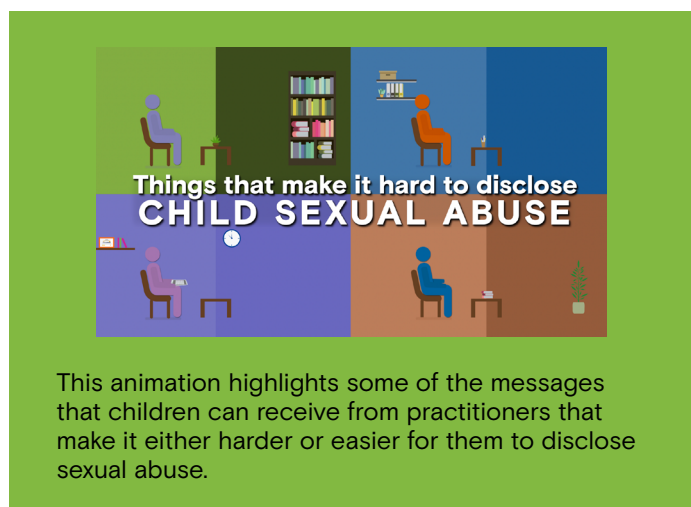 Things that make it hard to disclose
CHILD SEXUAL ABUSE
This animation highlights some of the messages
that children can receive from practitioners that
make it either harder or easier for them to disclose
sexual abuse.